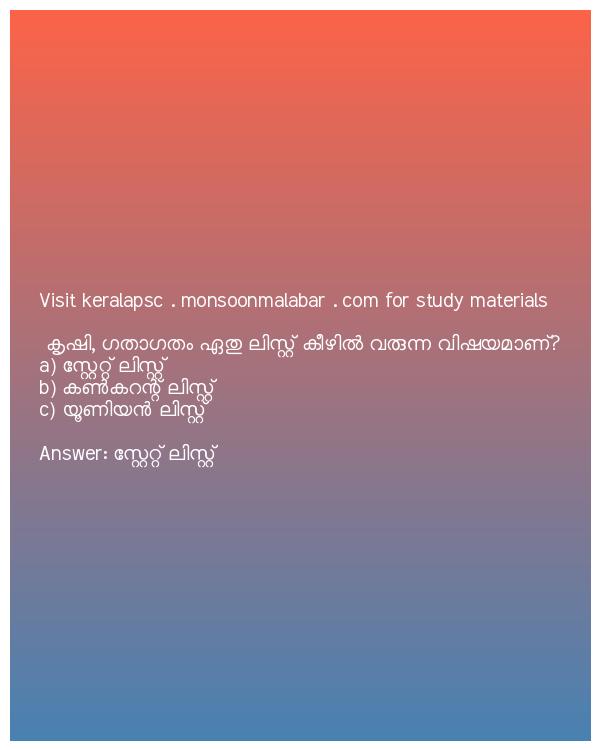 Visit keralapsc . monsoonmalabar . com for study materials
കൃഷി, ഗതാഗതം ഏതു ലിസ്റ്റ് കീഴിൽ വരുന്ന വിഷയമാണ്?
a) സ്റ്റേറ്റ് ലിസ്റ്റ്
b) കൺകറന്റ് ലിസ്റ്റ്
c) യൂണിയൻ ലിസ്റ്റ്
Answer: സ്റ്റേറ്റ് ലിസ്റ്റ്